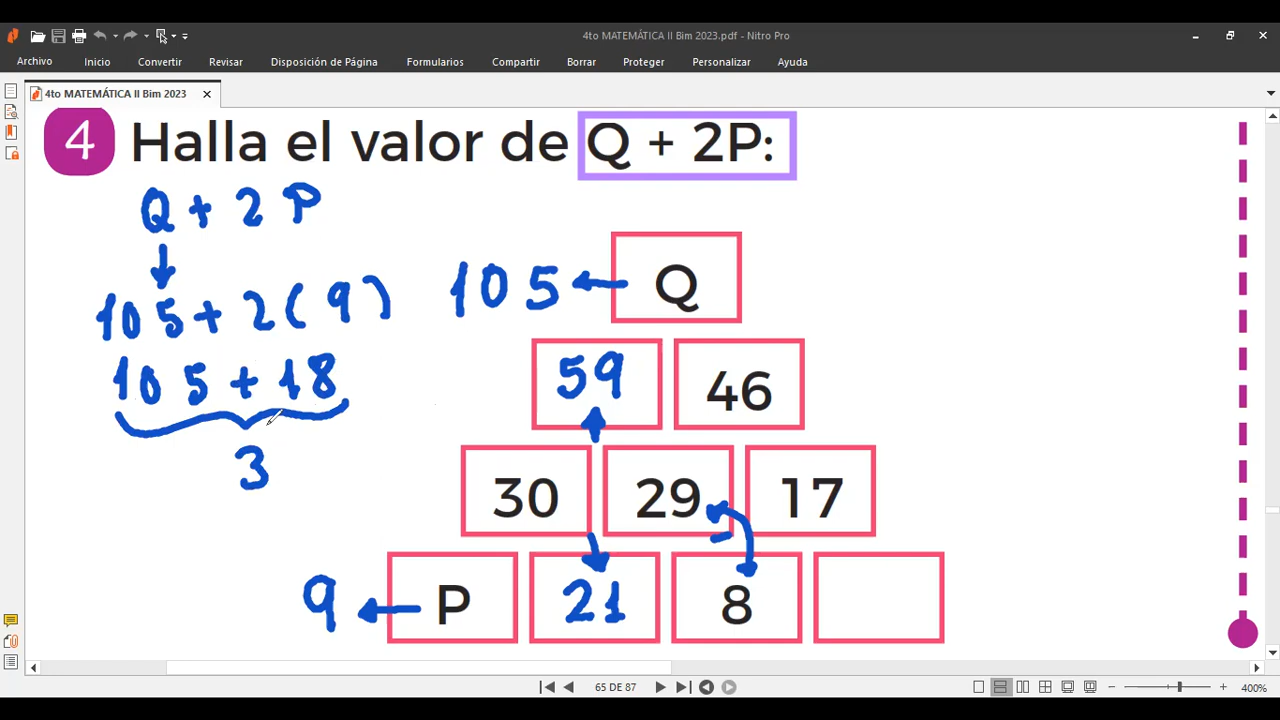 4to MATEMÁTICA II Bim 2023.pdf - Nitro Pro
Archivo Inicio Convertir Revisar Disposición de Página Formularios Compartir Borrar Proteger Personalizar Ayuda
4to MATEMÁTICA II Bim 2023
4 Halla el valor de Q + 2P:
Q + 2 P
105 ← Q
105 + 2 ( 9 )
59 46
105 + 18
3
30 29 17
9 ← P 21 8
65 DE 87
400%